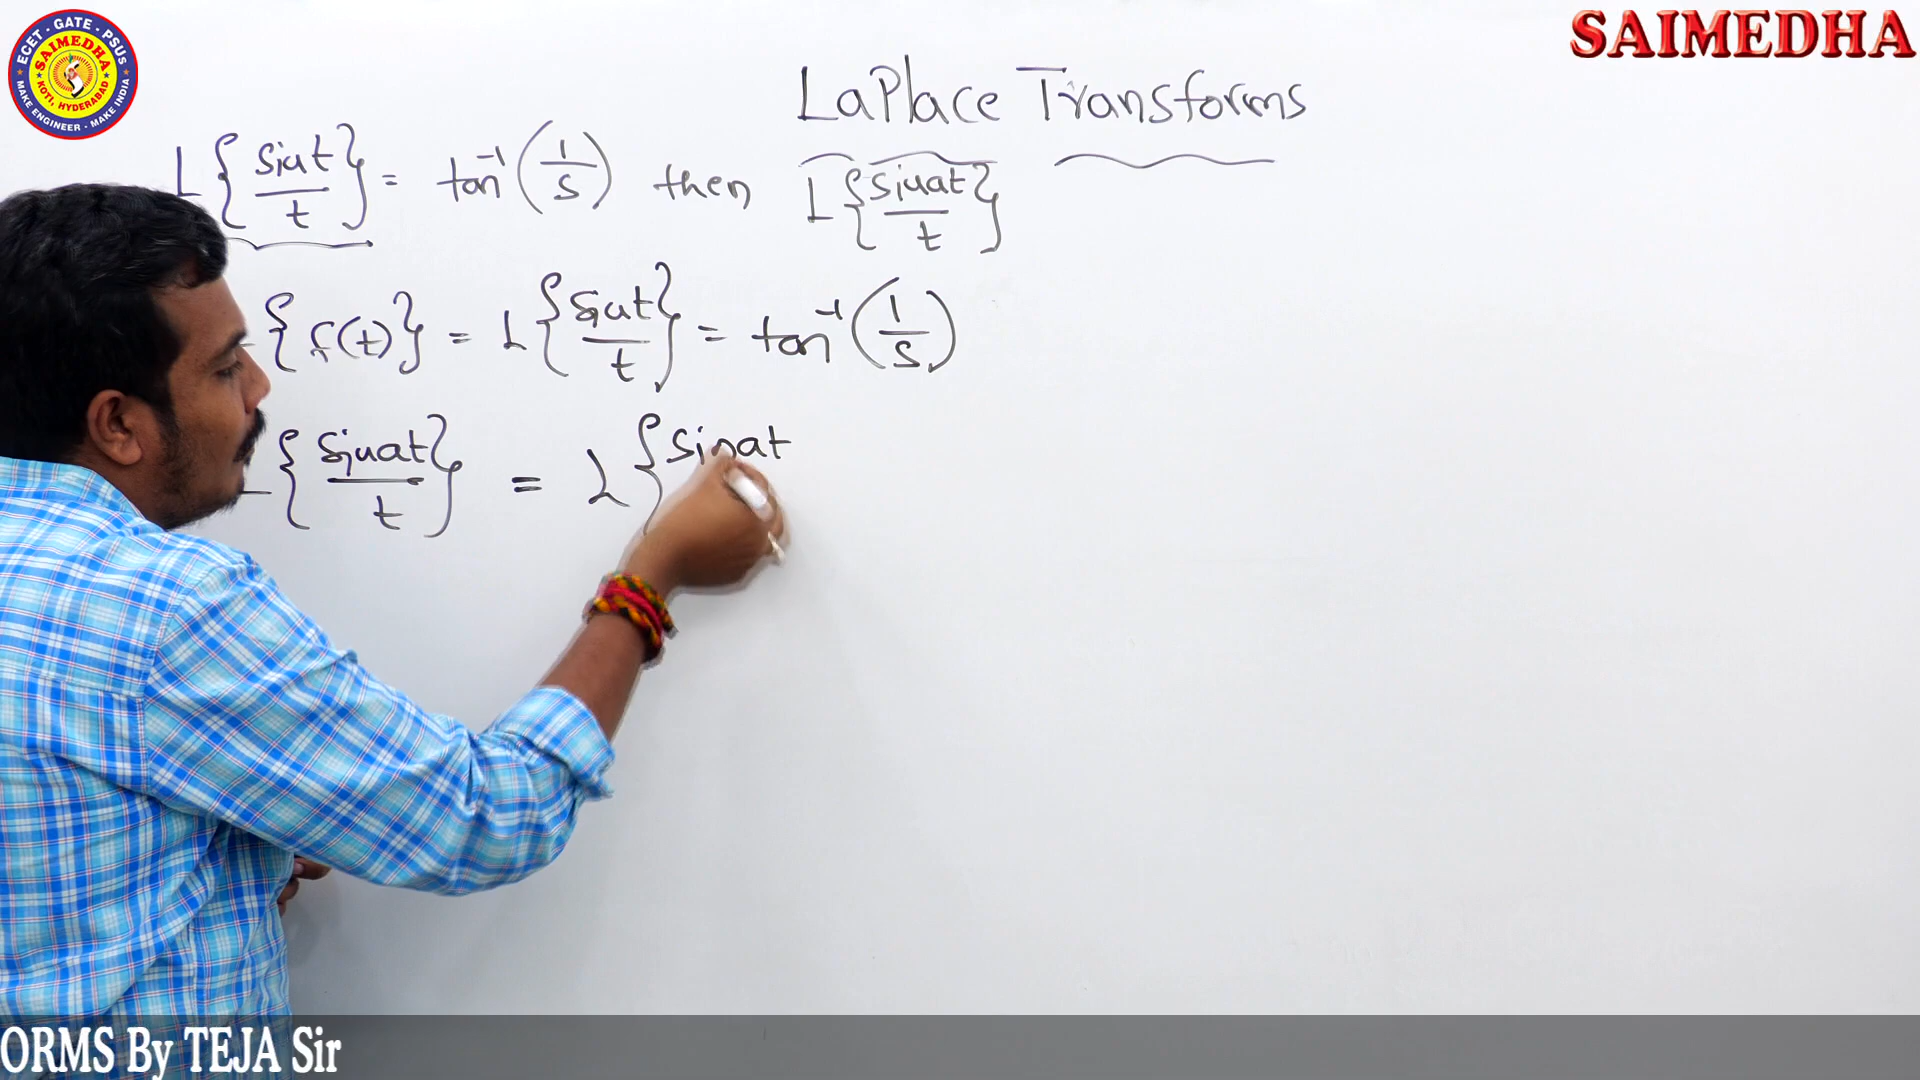 ECET - GATE - PSUS
SAIMEDHA
KOTI, HYDERABAD
MAKE ENGINEER - MAKE INDIA
SAIMEDHA
LaPlace Transforms
L{sint/t} = tan⁻¹(1/s) then L{sinat/t}
{f(t)} = L{sint/t} = tan⁻¹(1/s)
L{sinat/t} = L{sinat
ORMS By TEJA Sir